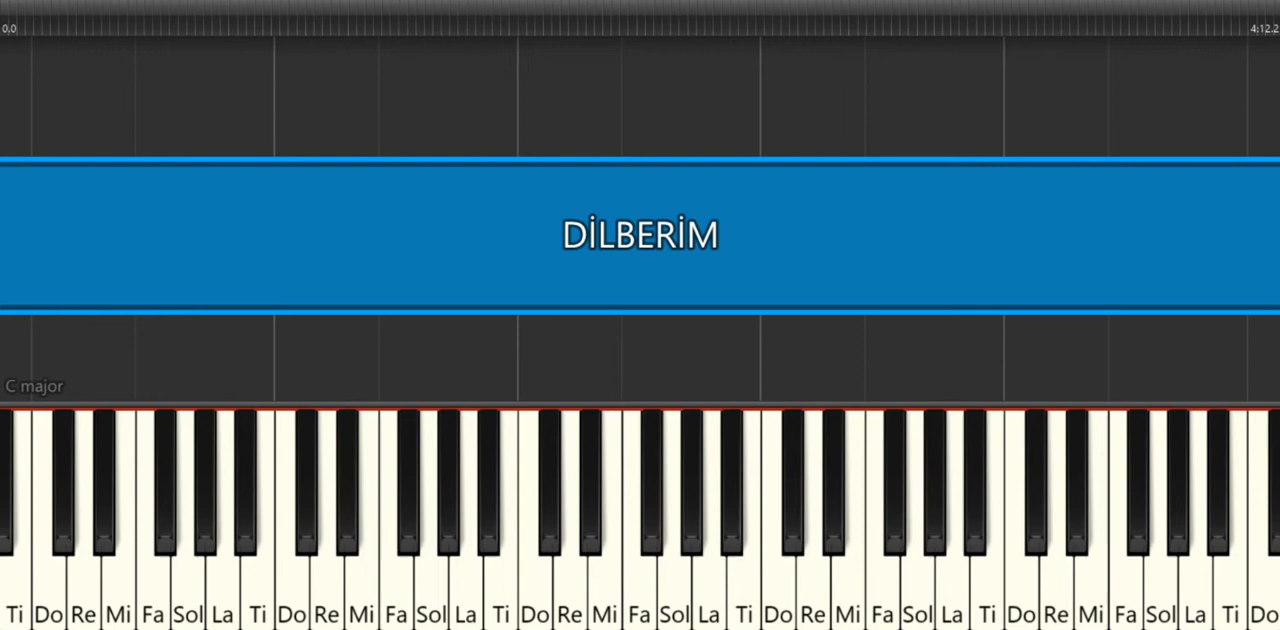 0,0 4:12.2
DİLBERİM
C major
Ti Do Re Mi Fa Sol La Ti Do Re Mi Fa Sol La Ti Do Re Mi Fa Sol La Ti Do Re Mi Fa Sol La Ti Do Re Mi Fa Sol La Ti Do